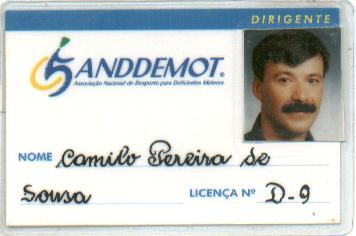 DIRIGENTE
ANDDEMOT.
Associação Nacional de Desporto para Deficientes Motores
NOME Camilo Pereira de
Sousa LICENÇA Nº D-9